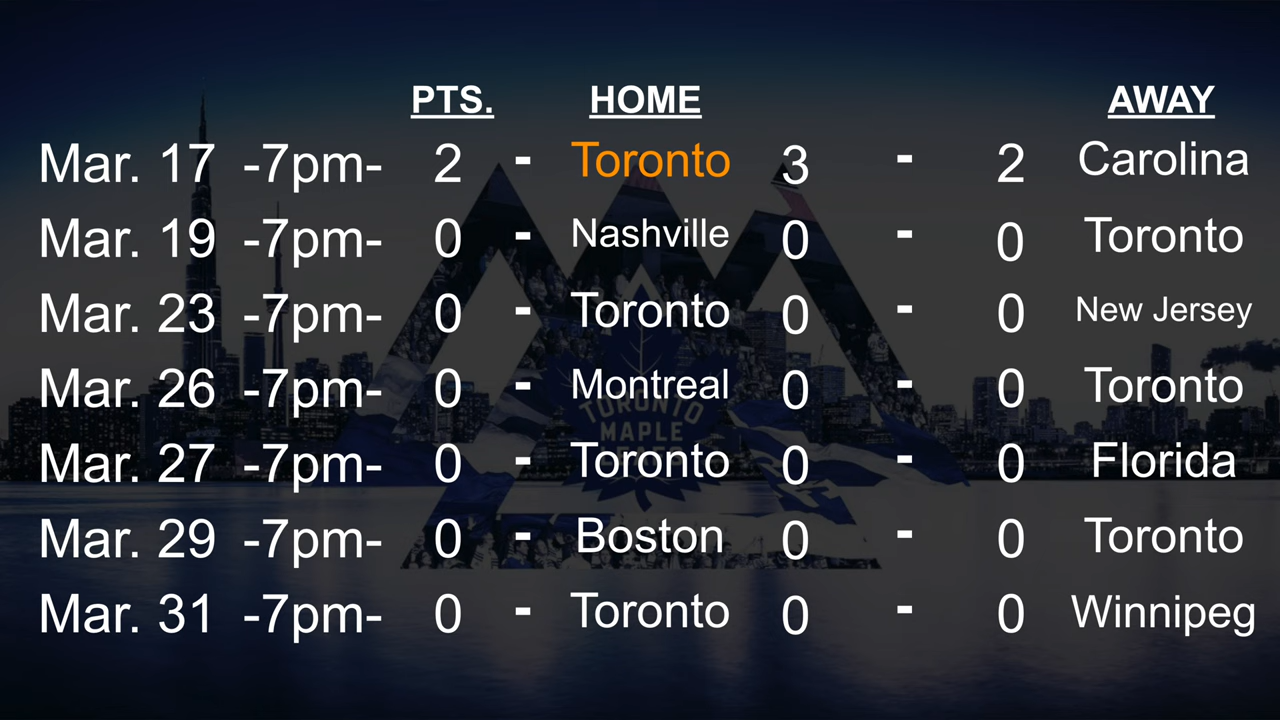 PTS. HOME AWAY
Mar. 17 -7pm- 2 - Toronto 3 - 2 Carolina
Mar. 19 -7pm- 0 - Nashville 0 - 0 Toronto
Mar. 23 -7pm- 0 - Toronto 0 - 0 New Jersey
Mar. 26 -7pm- 0 - Montreal 0 - 0 Toronto
TORONTO
MAPLE
Mar. 27 -7pm- 0 - Toronto 0 - 0 Florida
Mar. 29 -7pm- 0 - Boston 0 - 0 Toronto
Mar. 31 -7pm- 0 - Toronto 0 - 0 Winnipeg